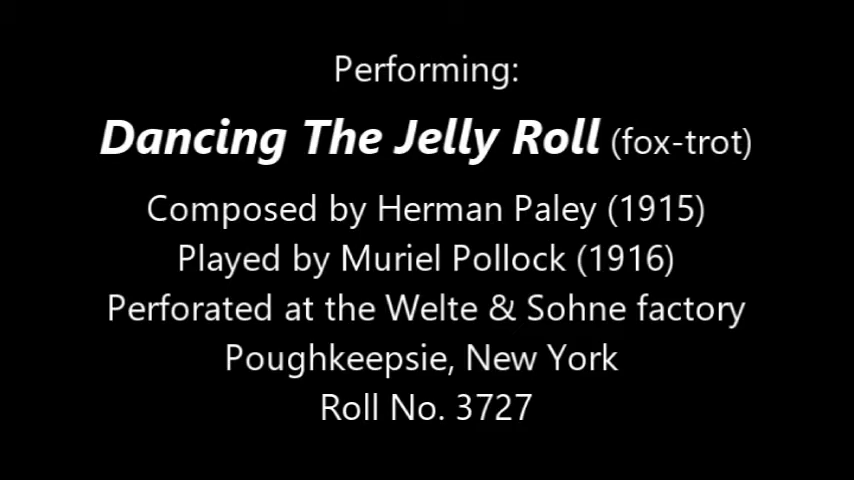 Performing:
Dancing The Jelly Roll (fox-trot)
Composed by Herman Paley (1915)
Played by Muriel Pollock (1916)
Perforated at the Welte & Sohne factory
Poughkeepsie, New York
Roll No. 3727